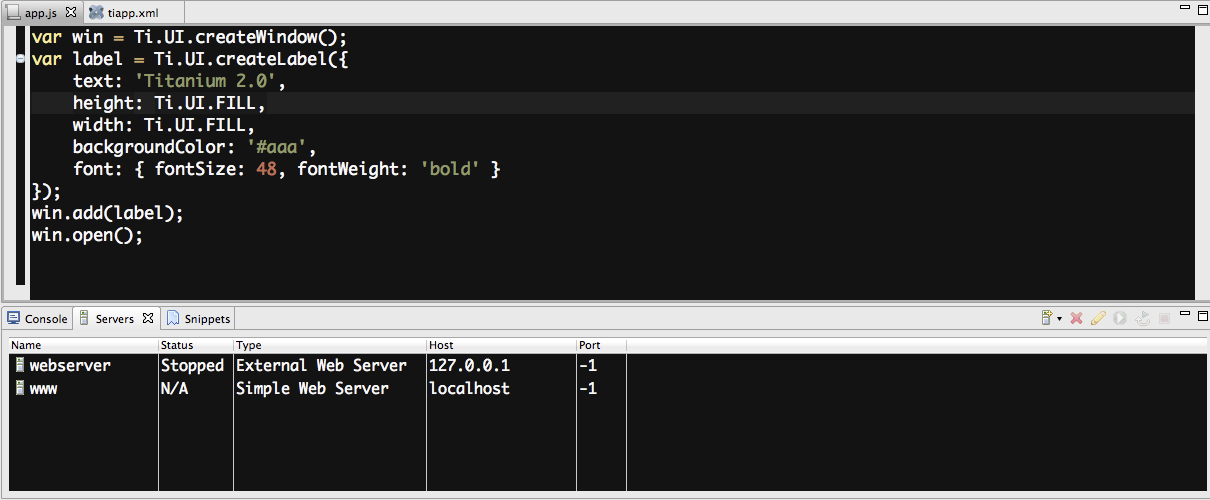 app.js tiapp.xml
var win = Ti.UI.createWindow();
var label = Ti.UI.createLabel({
    text: 'Titanium 2.0',
    height: Ti.UI.FILL,
    width: Ti.UI.FILL,
    backgroundColor: '#aaa',
    font: { fontSize: 48, fontWeight: 'bold' }
});
win.add(label);
win.open();
Console Servers Snippets
Name Status Type Host Port
webserver Stopped External Web Server 127.0.0.1 -1
www N/A Simple Web Server localhost -1